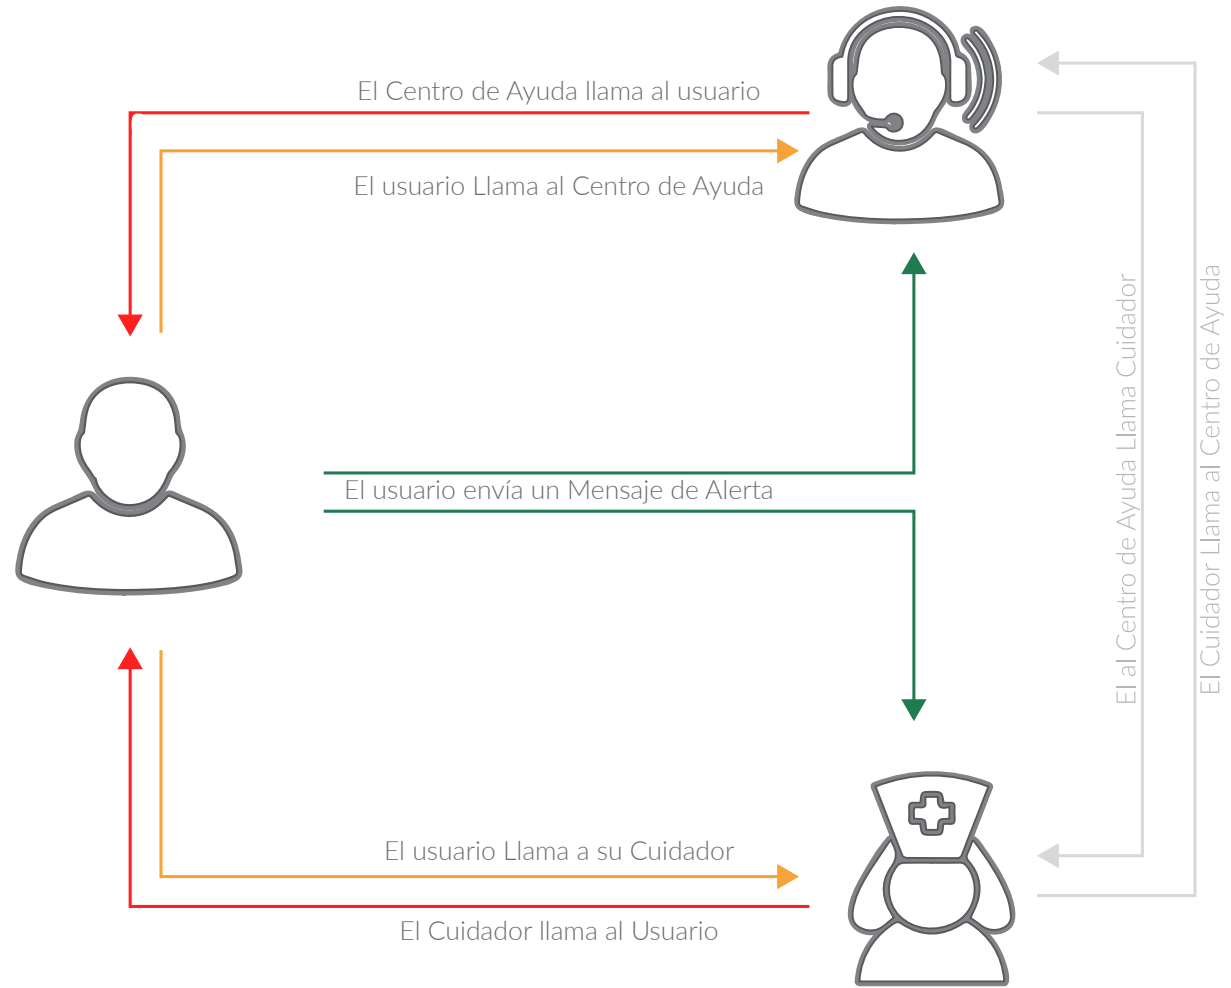 El Centro de Ayuda llama al usuario
El usuario Llama al Centro de Ayuda
El usuario envía un Mensaje de Alerta
El al Centro de Ayuda Llama Cuidador
El Cuidador Llama al Centro de Ayuda
El usuario Llama a su Cuidador
El Cuidador llama al Usuario